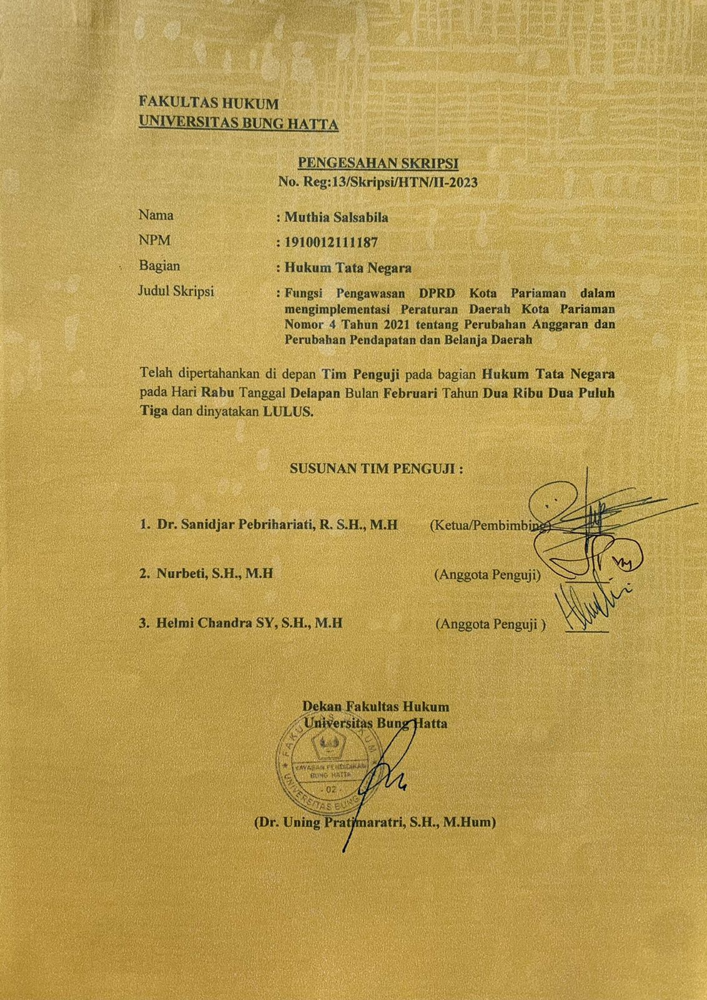 FAKULTAS HUKUM
UNIVERSITAS BUNG HATTA
PENGESAHAN SKRIPSI
No. Reg:13/Skripsi/HTN/II-2023
Nama : Muthia Salsabila
NPM : 1910012111187
Bagian : Hukum Tata Negara
Judul Skripsi : Fungsi Pengawasan DPRD Kota Pariaman dalam
mengimplementasi Peraturan Daerah Kota Pariaman
Nomor 4 Tahun 2021 tentang Perubahan Anggaran dan
Perubahan Pendapatan dan Belanja Daerah
Telah dipertahankan di depan Tim Penguji pada bagian Hukum Tata Negara
pada Hari Rabu Tanggal Delapan Bulan Februari Tahun Dua Ribu Dua Puluh
Tiga dan dinyatakan LULUS.
SUSUNAN TIM PENGUJI :
1. Dr. Sanidjar Pebrihariati, R. S.H., M.H (Ketua/Pembimbing)
2. Nurbeti, S.H., M.H (Anggota Penguji)
3. Helmi Chandra SY, S.H., M.H (Anggota Penguji )
Dekan Fakultas Hukum
Universitas Bung Hatta
FAKULTAS HUKUM
YAYASAN PENDIDIKAN
BUNG HATTA
- 02 -
UNIVERSITAS BUNG
(Dr. Uning Pratimaratri, S.H., M.Hum)